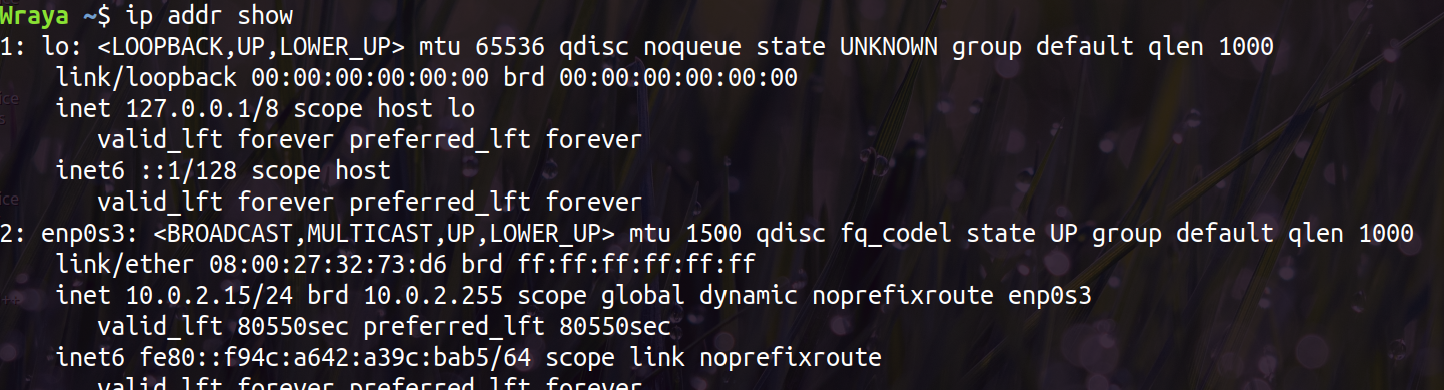 Wraya ~$ ip addr show
1: lo: <LOOPBACK,UP,LOWER_UP> mtu 65536 qdisc noqueue state UNKNOWN group default qlen 1000
    link/loopback 00:00:00:00:00:00 brd 00:00:00:00:00:00
    inet 127.0.0.1/8 scope host lo
       valid_lft forever preferred_lft forever
    inet6 ::1/128 scope host
       valid_lft forever preferred_lft forever
2: enp0s3: <BROADCAST,MULTICAST,UP,LOWER_UP> mtu 1500 qdisc fq_codel state UP group default qlen 1000
    link/ether 08:00:27:32:73:d6 brd ff:ff:ff:ff:ff:ff
    inet 10.0.2.15/24 brd 10.0.2.255 scope global dynamic noprefixroute enp0s3
       valid_lft 80550sec preferred_lft 80550sec
    inet6 fe80::f94c:a642:a39c:bab5/64 scope link noprefixroute
       valid_lft forever preferred_lft forever